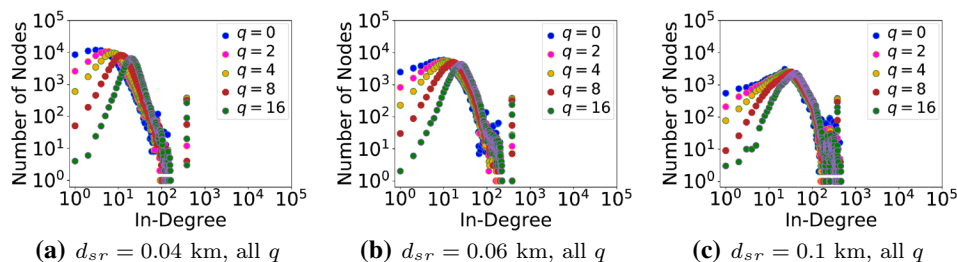 Number of Nodes
10^5
10^4
10^3
10^2
10^1
10^0
q = 0
q = 2
q = 4
q = 8
q = 16
10^0 10^1 10^2 10^3 10^4 10^5
In-Degree
(a) d_{sr} = 0.04 km, all q
Number of Nodes
10^5
10^4
10^3
10^2
10^1
10^0
q = 0
q = 2
q = 4
q = 8
q = 16
10^0 10^1 10^2 10^3 10^4 10^5
In-Degree
(b) d_{sr} = 0.06 km, all q
Number of Nodes
10^5
10^4
10^3
10^2
10^1
10^0
q = 0
q = 2
q = 4
q = 8
q = 16
10^0 10^1 10^2 10^3 10^4 10^5
In-Degree
(c) d_{sr} = 0.1 km, all q